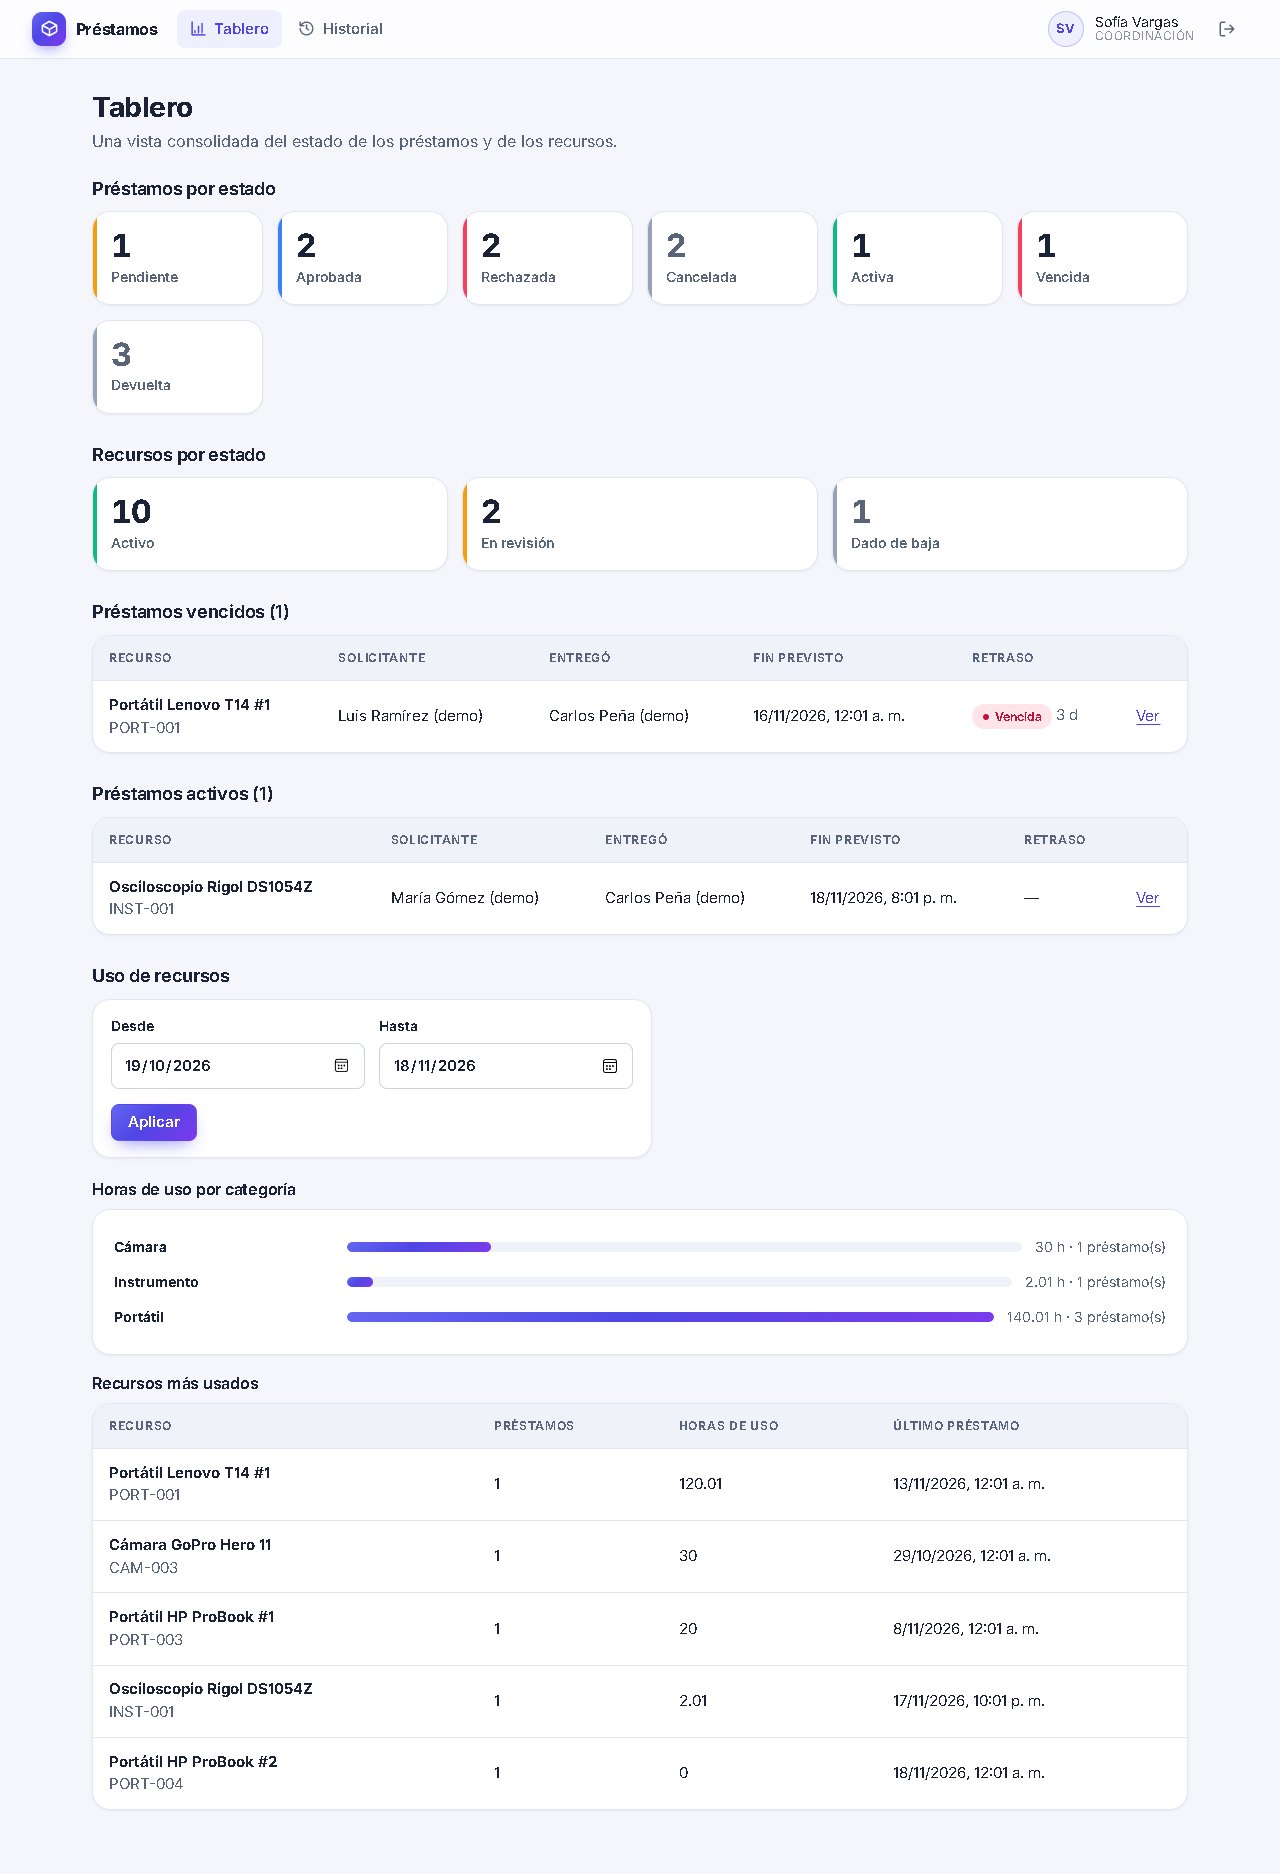 Préstamos
Tablero
Historial
SV
Sofía Vargas
COORDINACIÓN
Tablero
Una vista consolidada del estado de los préstamos y de los recursos.
Préstamos por estado
1
Pendiente
2
Aprobada
2
Rechazada
2
Cancelada
1
Activa
1
Vencida
3
Devuelta
Recursos por estado
10
Activo
2
En revisión
1
Dado de baja
Préstamos vencidos (1)
RECURSO SOLICITANTE ENTREGÓ FIN PREVISTO RETRASO
Portátil Lenovo T14 #1
PORT-001
Luis Ramírez (demo) Carlos Peña (demo) 16/11/2026, 12:01 a. m. Vencida 3 d Ver
Préstamos activos (1)
RECURSO SOLICITANTE ENTREGÓ FIN PREVISTO RETRASO
Osciloscopio Rigol DS1054Z
INST-001
María Gómez (demo) Carlos Peña (demo) 18/11/2026, 8:01 p. m. — Ver
Uso de recursos
Desde
19/10/2026
Hasta
18/11/2026
Aplicar
Horas de uso por categoría
Cámara 30 h · 1 préstamo(s)
Instrumento 2.01 h · 1 préstamo(s)
Portátil 140.01 h · 3 préstamo(s)
Recursos más usados
RECURSO PRÉSTAMOS HORAS DE USO ÚLTIMO PRÉSTAMO
Portátil Lenovo T14 #1
PORT-001
1 120.01 13/11/2026, 12:01 a. m.
Cámara GoPro Hero 11
CAM-003
1 30 29/10/2026, 12:01 a. m.
Portátil HP ProBook #1
PORT-003
1 20 8/11/2026, 12:01 a. m.
Osciloscopio Rigol DS1054Z
INST-001
1 2.01 17/11/2026, 10:01 p. m.
Portátil HP ProBook #2
PORT-004
1 0 18/11/2026, 12:01 a. m.